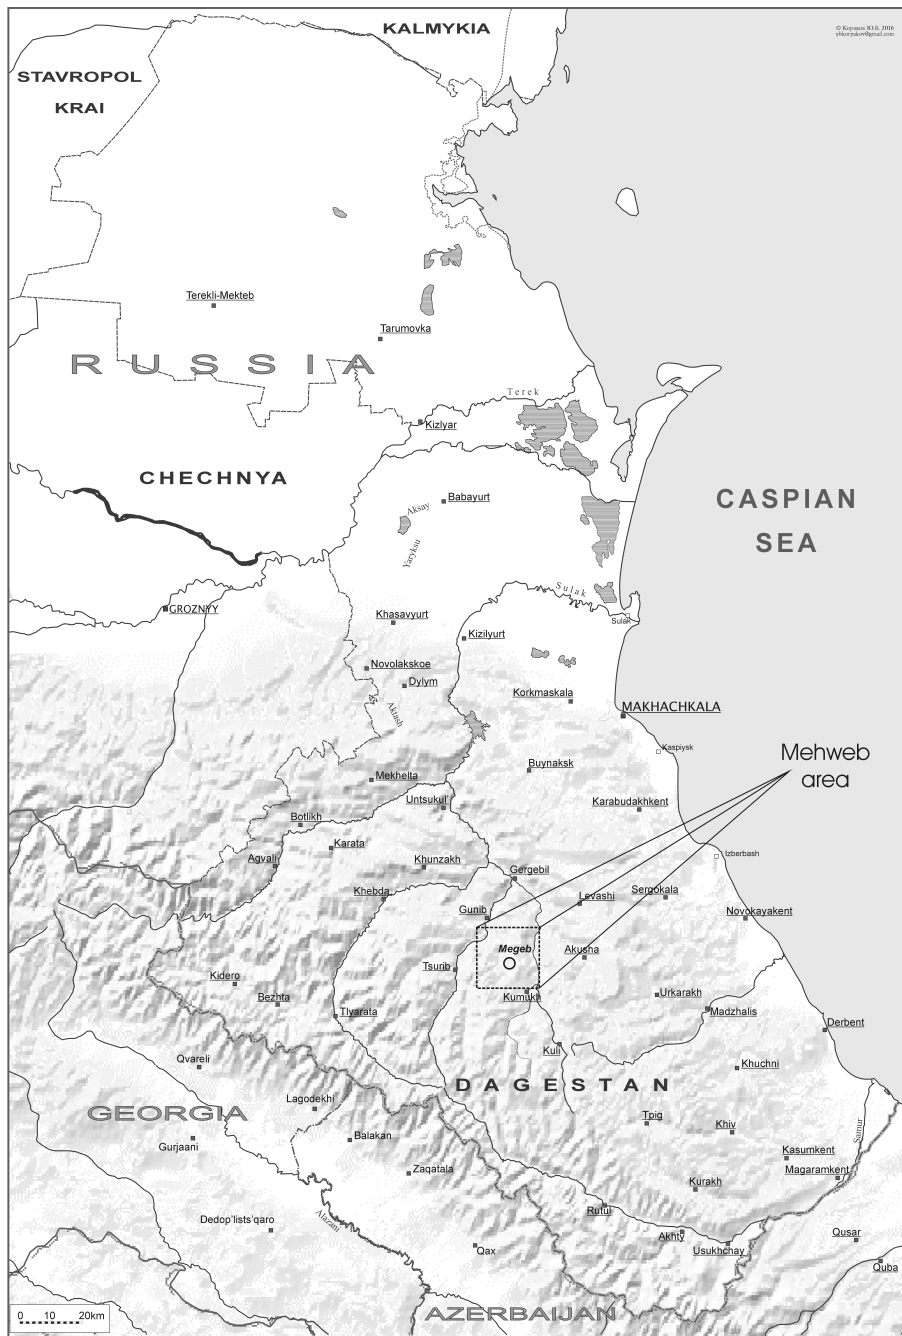 © Коряков Ю.Б. 2016
ybkoryakov@gmail.com
KALMYKIA
STAVROPOL
KRAI
Terekli-Mekteb
Tarumovka
RUSSIA
Terek
Kizlyar
CHECHNYA
Babayurt
CASPIAN
SEA
Aksay
Yaryksu
Sulak
GROZNYY
Khasavyurt
Sulak
Kizilyurt
Novolakskoe
Dylym
Korkmaskala
MAKHACHKALA
Aktash
Kaspiysk
Mehweb
area
Buynaksk
Mekhelta
Untsukul'
Karabudakhkent
Botlikh
Karata
Izberbash
Agvali
Khunzakh
Gergebil
Khebda
Levashi
Sergokala
Gunib
Novokayakent
Megeb
Akusha
Tsurib
Kidero
Bezhta
Kumukh
Urkarakh
Tlyarata
Madzhalis
Derbent
Kuli
Qvareli
Khuchni
DAGESTAN
Lagodekhi
GEORGIA
Tpig
Khiv
Samur
Balakan
Gurjaani
Kasumkent
Zaqatala
Magaramkent
Kurakh
Rutul
Alazani
Dedop'lists'qaro
Akhty
Qusar
Usukhchay
Qax
Quba
AZERBAIJAN
0 10 20km